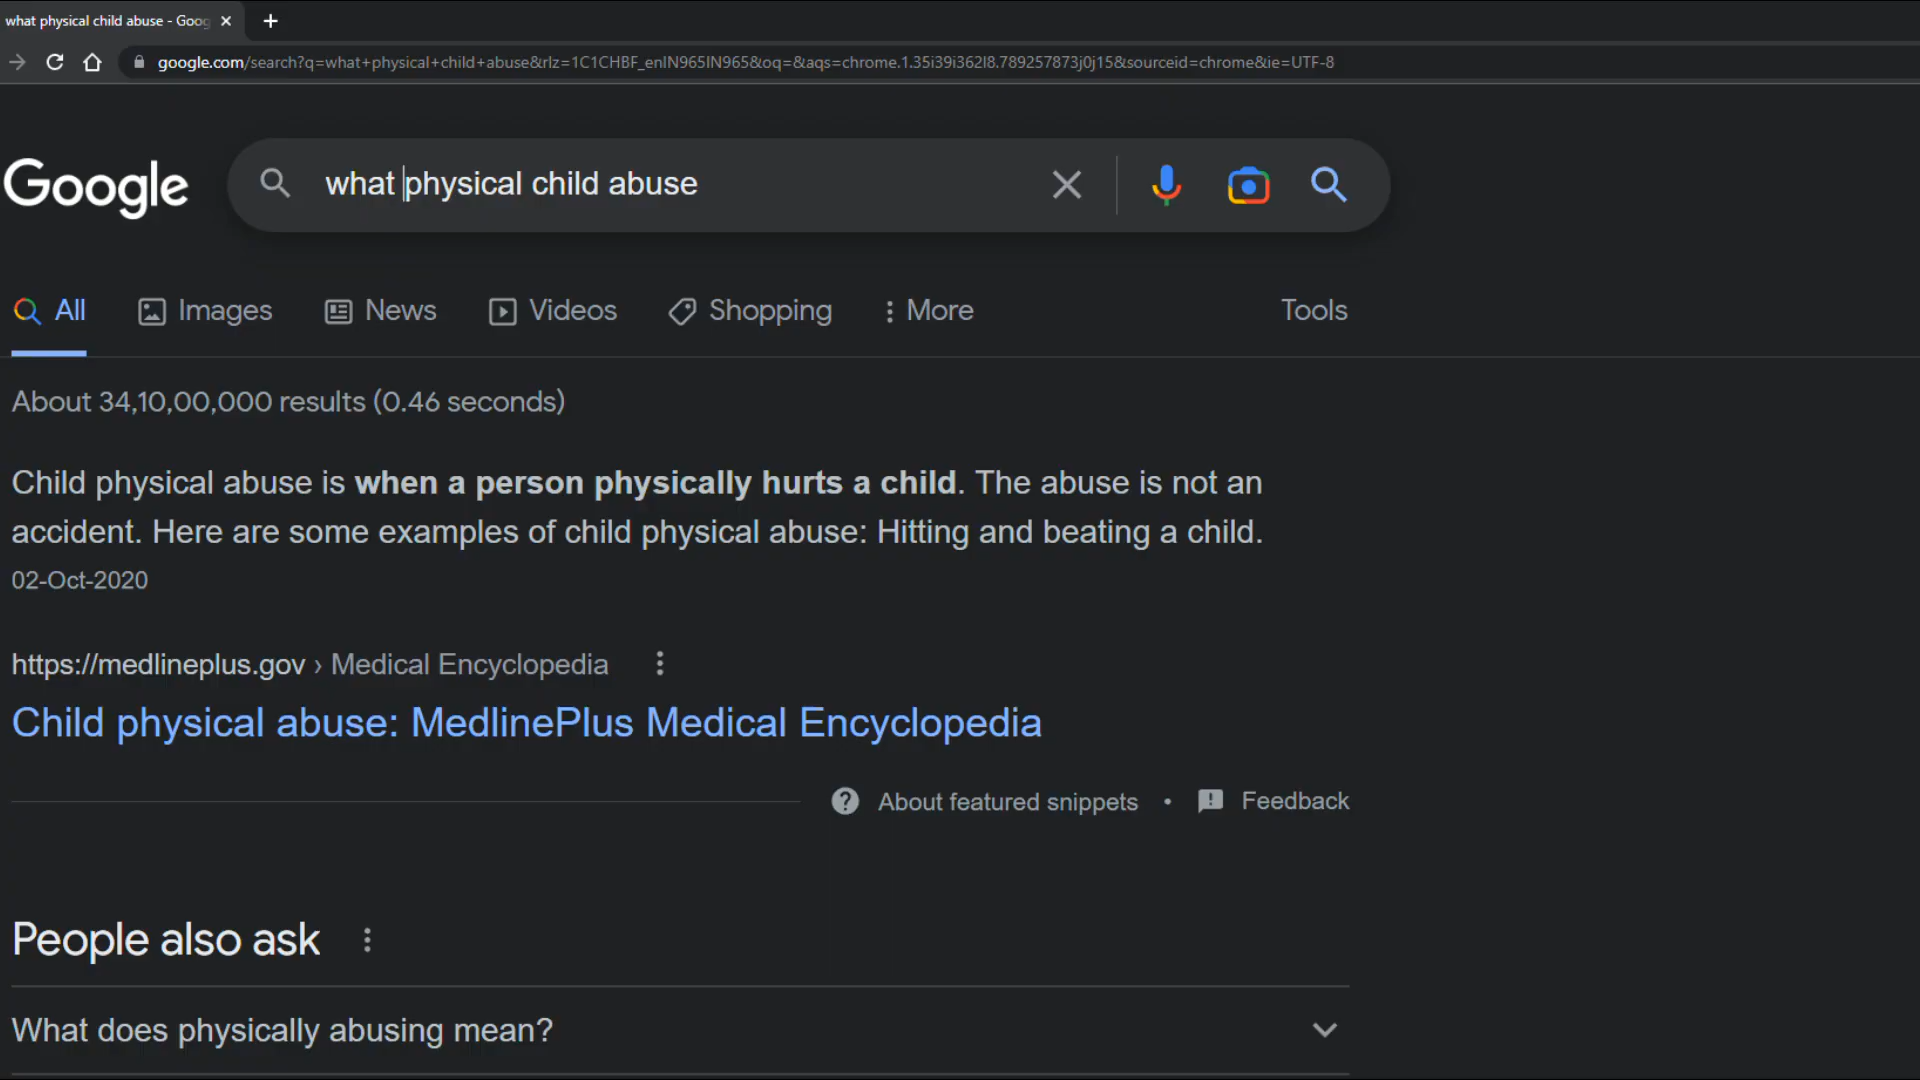 what physical child abuse - Goog
google.com/search?q=what+physical+child+abuse&rlz=1C1CHBF_enIN965IN965&oq=&aqs=chrome.1.35i39i362l8.789257873j0j15&sourceid=chrome&ie=UTF-8
Google
what physical child abuse
All Images News Videos Shopping More Tools
About 34,10,00,000 results (0.46 seconds)
Child physical abuse is when a person physically hurts a child. The abuse is not an
accident. Here are some examples of child physical abuse: Hitting and beating a child.
02-Oct-2020
https://medlineplus.gov › Medical Encyclopedia
Child physical abuse: MedlinePlus Medical Encyclopedia
About featured snippets • Feedback
People also ask
What does physically abusing mean?